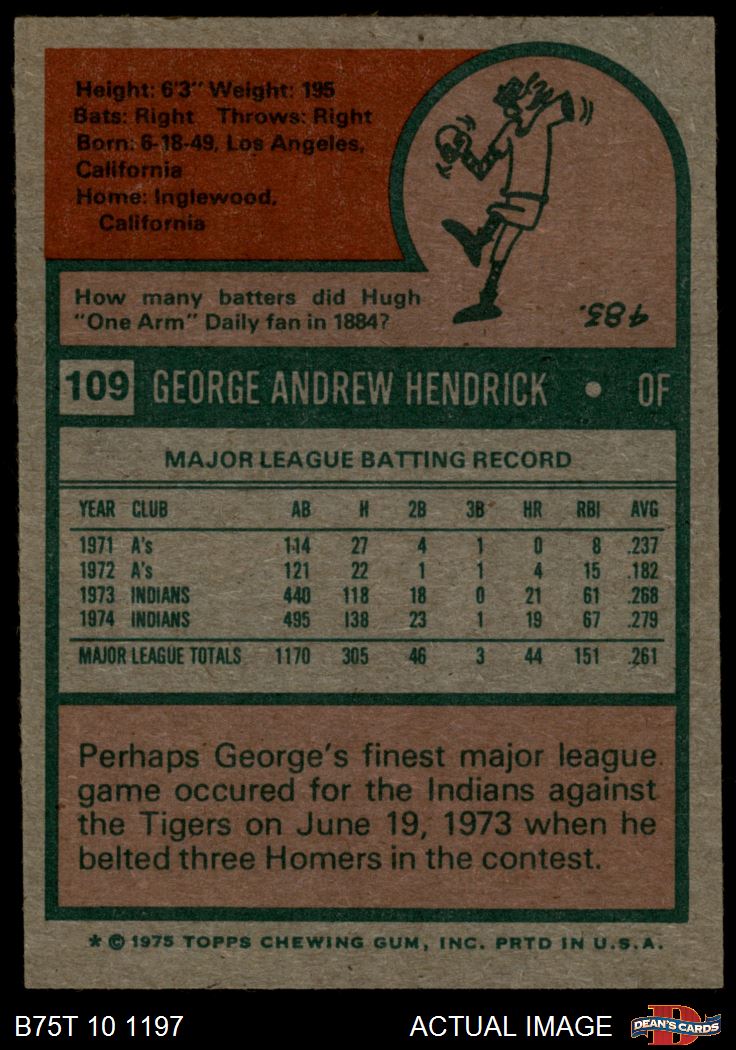 Height: 6'3" Weight: 195
Bats: Right Throws: Right
Born: 6-18-49, Los Angeles,
California
Home: Inglewood,
California
How many batters did Hugh
"One Arm" Daily fan in 1884?
483.
109 GEORGE ANDREW HENDRICK • OF
MAJOR LEAGUE BATTING RECORD
YEAR CLUB AB H 2B 3B HR RBI AVG
1971 A's 114 27 4 1 0 8 .237
1972 A's 121 22 1 1 4 15 .182
1973 INDIANS 440 118 18 0 21 61 .268
1974 INDIANS 495 138 23 1 19 67 .279
MAJOR LEAGUE TOTALS 1170 305 46 3 44 151 .261
Perhaps George's finest major league
game occured for the Indians against
the Tigers on June 19, 1973 when he
belted three Homers in the contest.
* © 1975 TOPPS CHEWING GUM, INC. PRTD IN U.S.A.
B75T 10 1197 ACTUAL IMAGE D DEAN'S CARDS